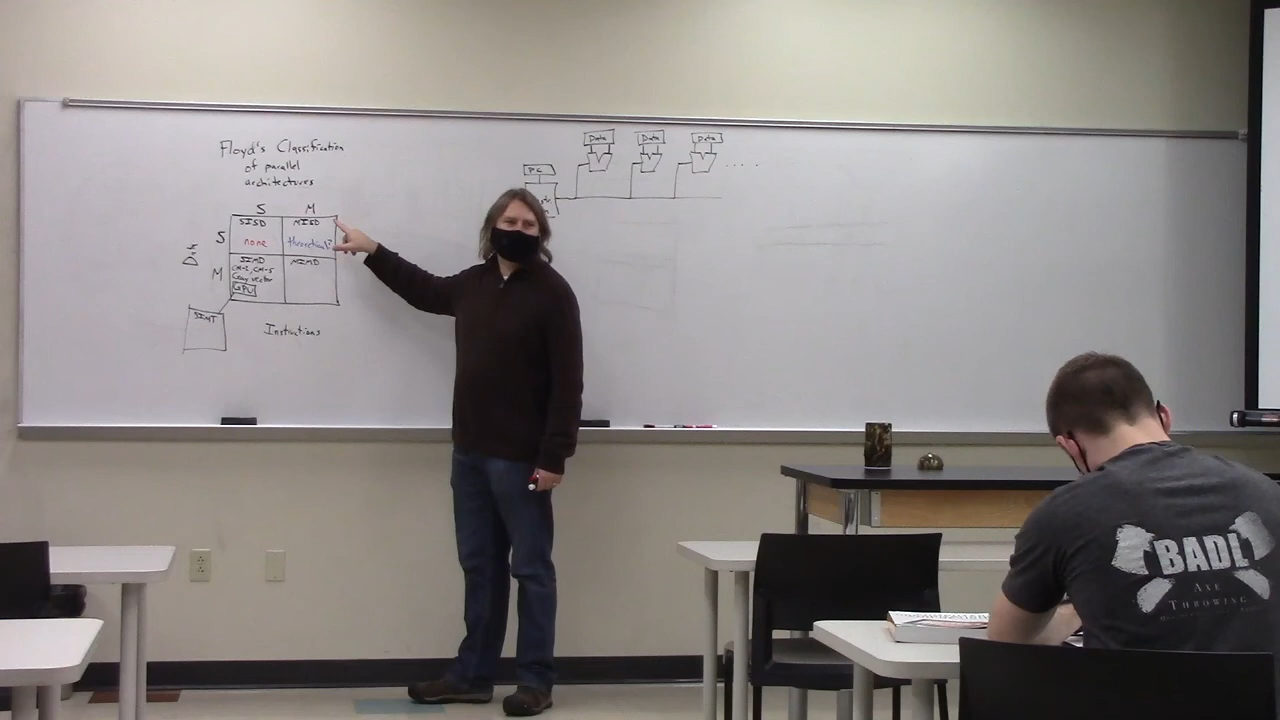 Floyd's Classification
of parallel
architectures
S M
SISD MISD
S none theoretical?
Data
SIMD MIMD
M CM-2, CM-5
Cray vector
GPU
SIMT
Instructions
Data Data Data ....
PC
BADL
AXE
THROWING